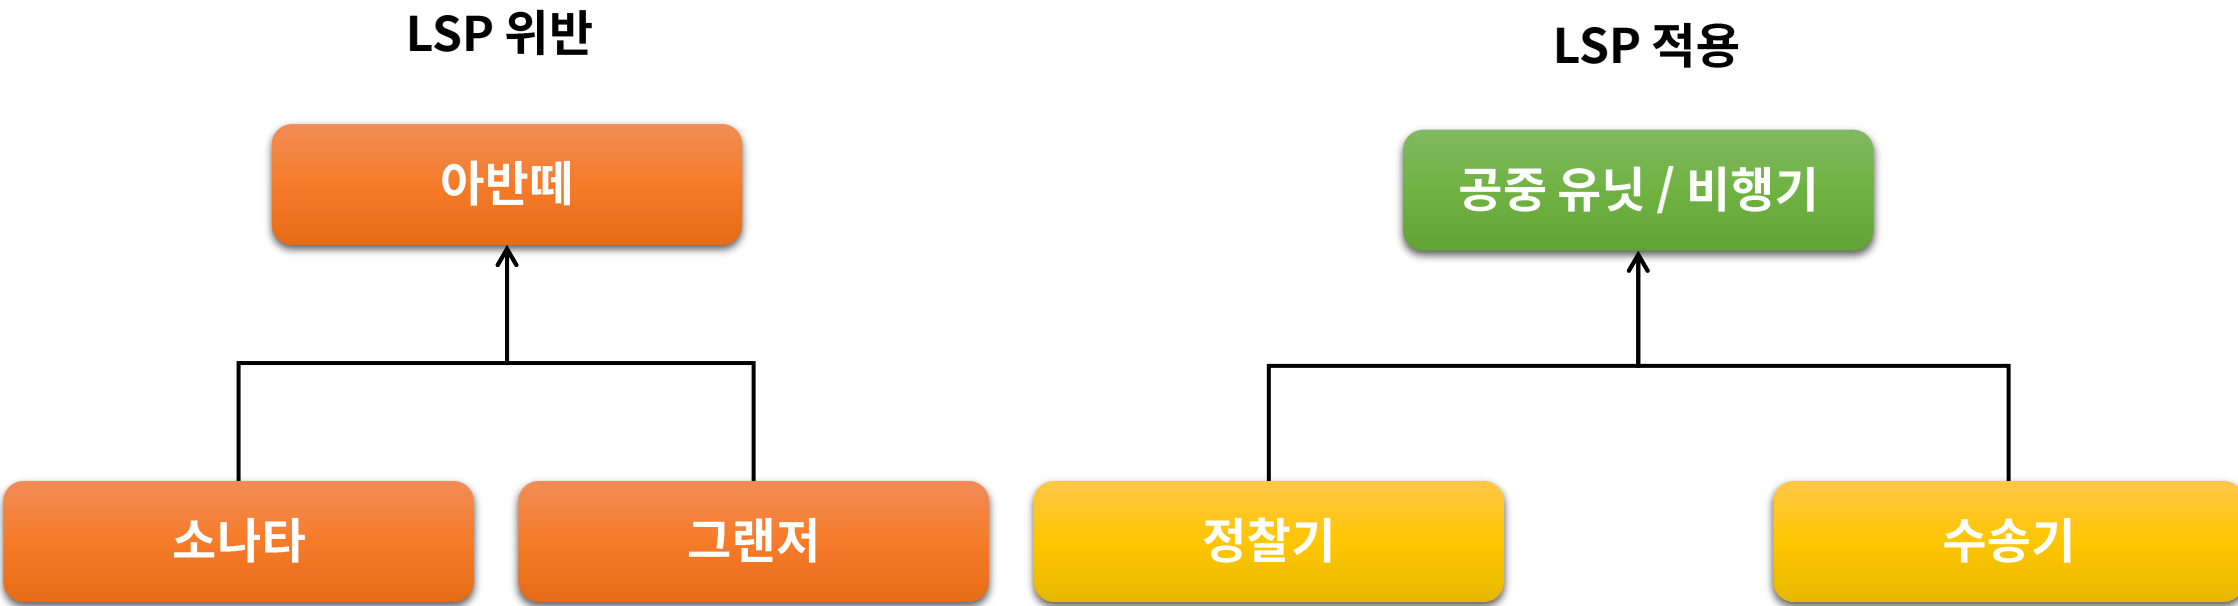 LSP 위반
아반떼
소나타
그랜저
LSP 적용
공중 유닛 / 비행기
정찰기
수송기